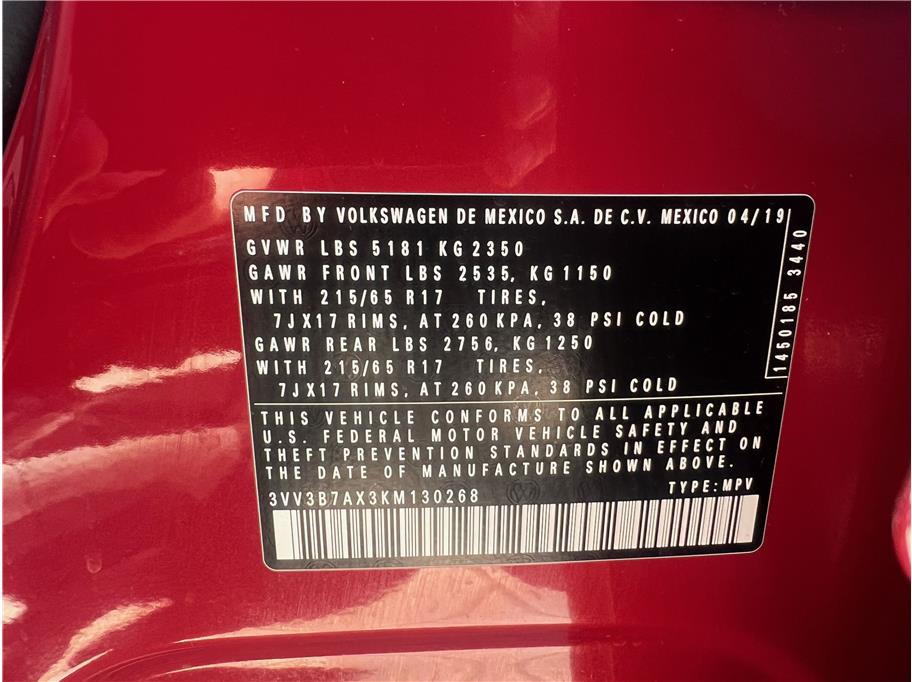 MFD BY VOLKSWAGEN DE MEXICO S.A. DE C.V. MEXICO 04/19
GVWR LBS 5181 KG 2350
GAWR FRONT LBS 2535, KG 1150
WITH 215/65 R17 TIRES,
7JX17 RIMS, AT 260 KPA, 38 PSI COLD
GAWR REAR LBS 2756, KG 1250
WITH 215/65 R17 TIRES,
7JX17 RIMS, AT 260 KPA, 38 PSI COLD
1450185 3440
THIS VEHICLE CONFORMS TO ALL APPLICABLE
U.S. FEDERAL MOTOR VEHICLE SAFETY AND
THEFT PREVENTION STANDARDS IN EFFECT ON
THE DATE OF MANUFACTURE SHOWN ABOVE.
3VV3B7AX3KM130268 TYPE: MPV